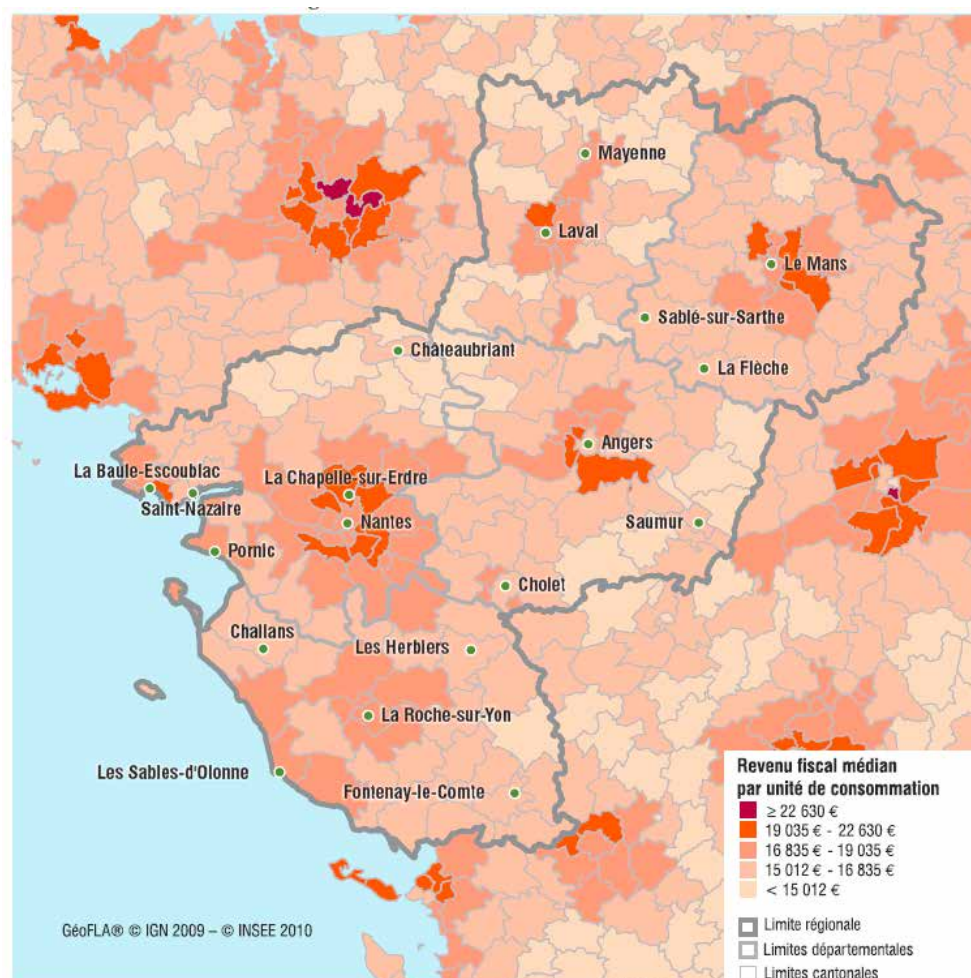 Mayenne
Laval
Le Mans
Sablé-sur-Sarthe
Châteaubriant
La Flèche
Angers
La Baule-Escoublac
La Chapelle-sur-Erdre
Saint-Nazaire
Nantes
Saumur
Pornic
Cholet
Challans
Les Herbiers
La Roche-sur-Yon
Les Sables-d'Olonne
Fontenay-le-Comte
Revenu fiscal médian
par unité de consommation
≥ 22 630 €
19 035 € - 22 630 €
16 835 € - 19 035 €
15 012 € - 16 835 €
< 15 012 €
GéoFLA® © IGN 2009 – © INSEE 2010
Limite régionale
Limites départementales
Limites cantonales